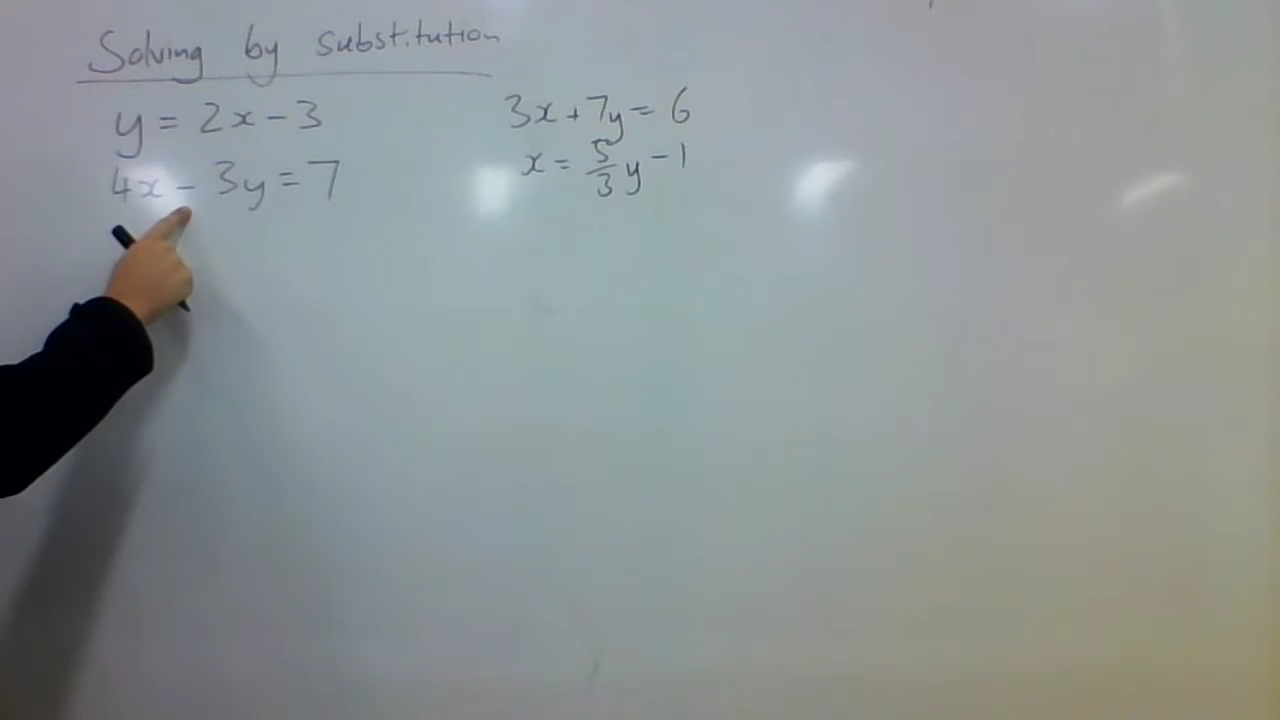 Solving by substitution
y = 2x - 3
4x - 3y = 7
3x + 7y = 6
x = 5/3 y - 1